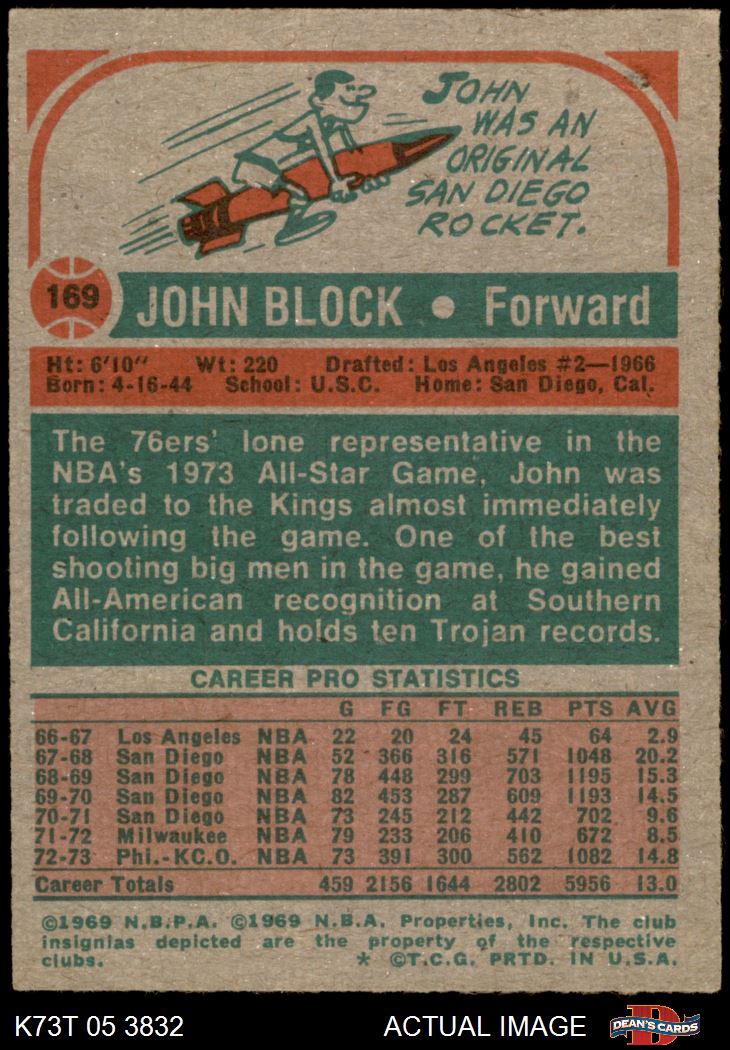 JOHN
WAS AN
ORIGINAL
SAN DIEGO
ROCKET.
169 JOHN BLOCK • Forward
Ht: 6'10" Wt: 220 Drafted: Los Angeles #2—1966
Born: 4-16-44 School: U.S.C. Home: San Diego, Cal.
The 76ers' lone representative in the
NBA's 1973 All-Star Game, John was
traded to the Kings almost immediately
following the game. One of the best
shooting big men in the game, he gained
All-American recognition at Southern
California and holds ten Trojan records.
CAREER PRO STATISTICS
G FG FT REB PTS AVG
66-67 Los Angeles NBA 22 20 24 45 64 2.9
67-68 San Diego NBA 52 366 316 571 1048 20.2
68-69 San Diego NBA 78 448 299 703 1195 15.3
69-70 San Diego NBA 82 453 287 609 1193 14.5
70-71 San Diego NBA 73 245 212 442 702 9.6
71-72 Milwaukee NBA 79 233 206 410 672 8.5
72-73 Phi.-KC.O. NBA 73 391 300 562 1082 14.8
Career Totals 459 2156 1644 2802 5956 13.0
©1969 N.B.P.A. ©1969 N.B.A. Properties, Inc. The club
insignias depicted are the property of the respective
clubs. * ©T.C.G. PRTD. IN U.S.A.
K73T 05 3832 ACTUAL IMAGE D DEAN'S CARDS